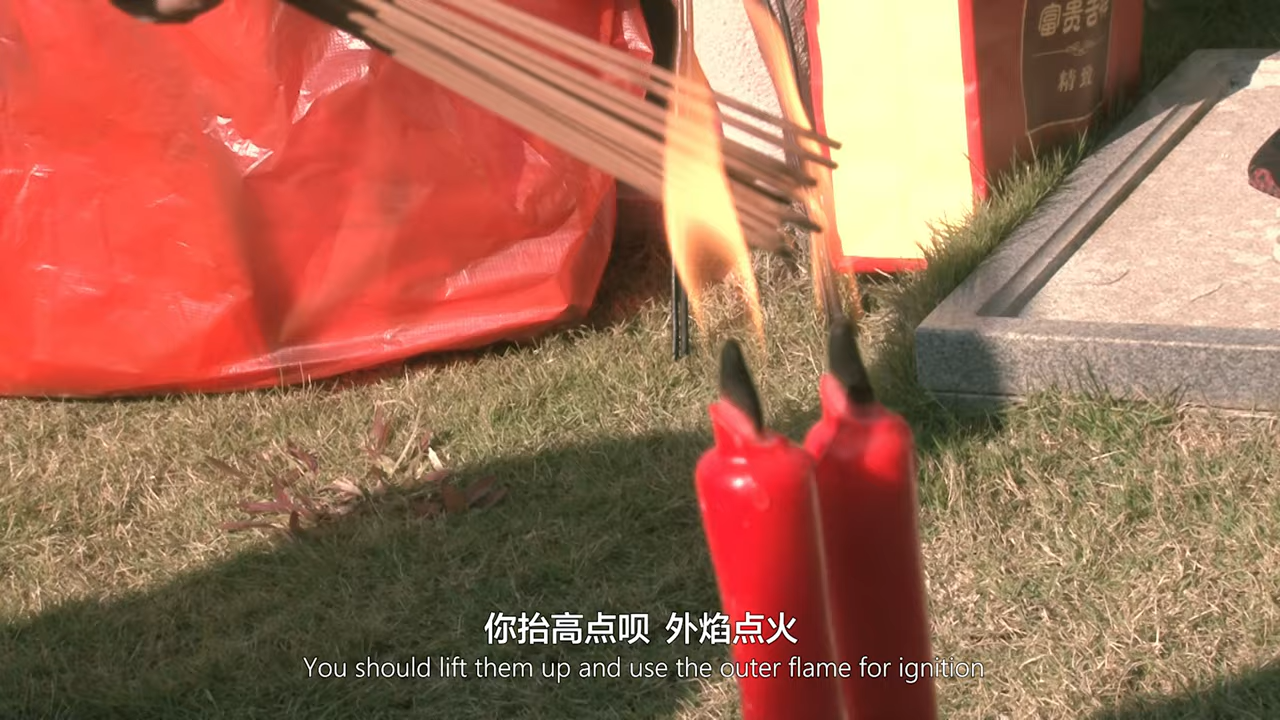 富贵吉
精致
你抬高点呗 外焰点火
You should lift them up and use the outer flame for ignition